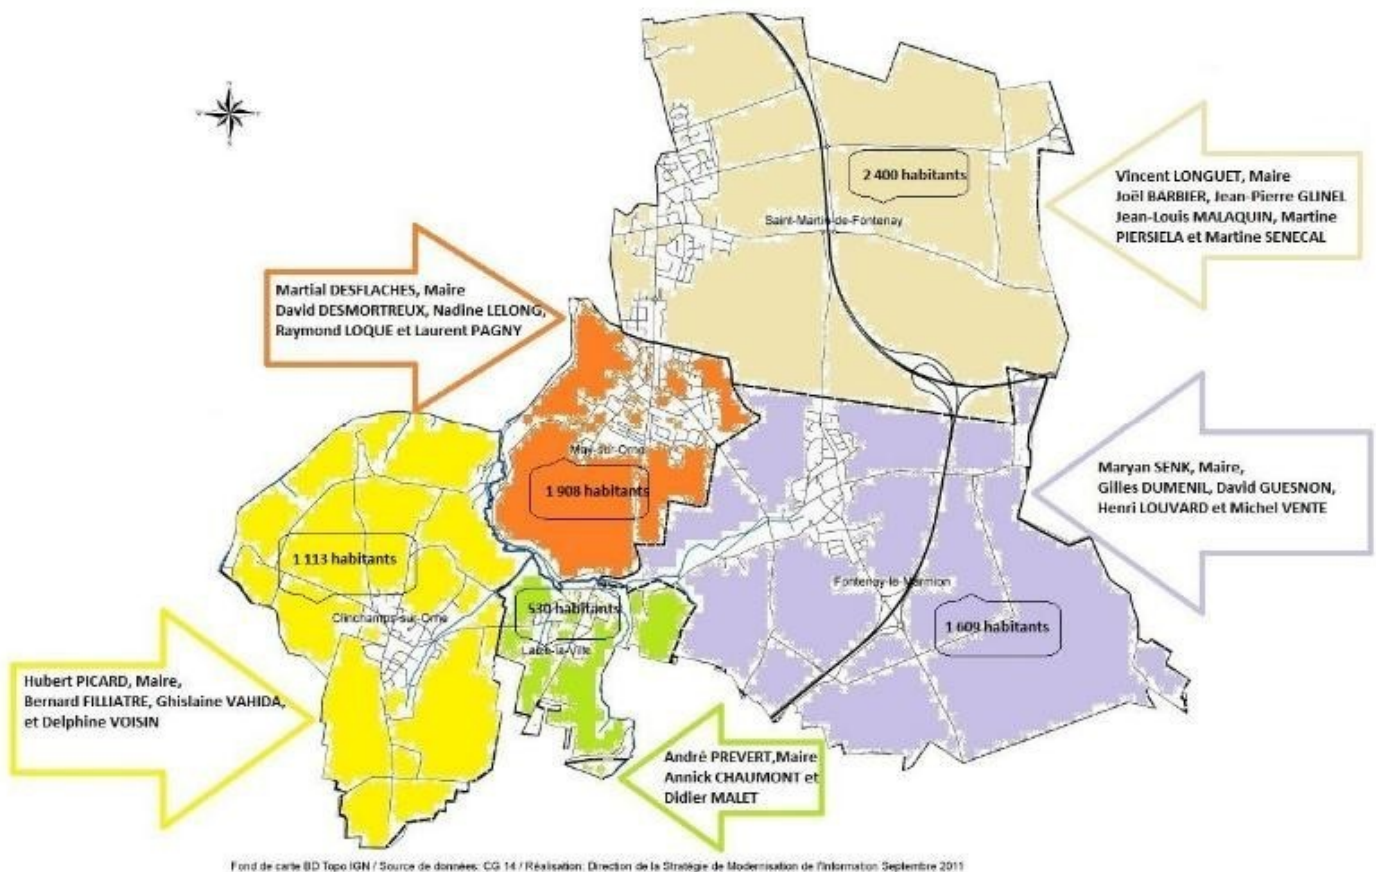 2 400 habitants
Vincent LONGUET, Maire
Joël BARBIER, Jean-Pierre GLINEL
Jean-Louis MALAQUIN, Martine
PIERSIELA et Martine SENECAL
Saint-Martin-de-Fontenay
Martial DESFLACHES, Maire
David DESMORTREUX, Nadine LELONG,
Raymond LOQUE et Laurent PAGNY
May-sur-Orne
1 908 habitants
Maryan SENK, Maire,
Gilles DUMENIL, David GUESNON,
Henri LOUVARD et Michel VENTE
1 113 habitants
Fontenay-le-Marmion
530 habitants
Clinchamps-sur-Orne
1 609 habitants
Laize-la-Ville
Hubert PICARD, Maire,
Bernard FILLIATRE, Ghislaine VAHIDA,
et Delphine VOISIN
André PREVERT,Maire
Annick CHAUMONT et
Didier MALET
Fond de carte BD Topo IGN / Source de données: CG 14 / Réalisation: Direction de la Stratégie de Modernisation de l'Information Septembre 2011